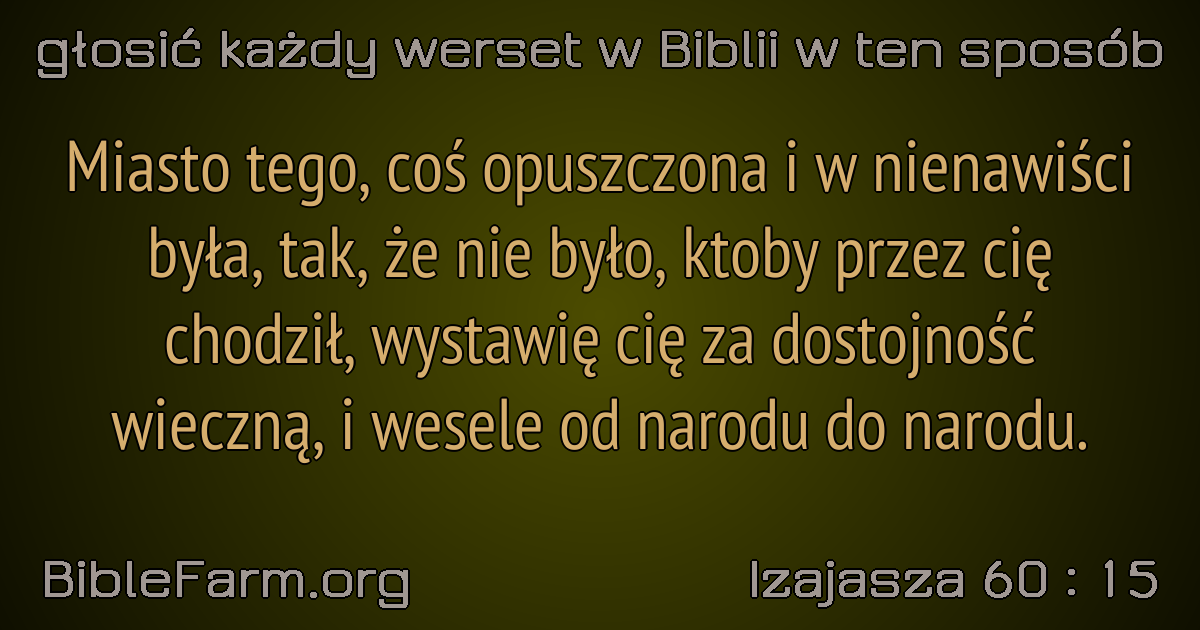 głosić każdy werset w Biblii w ten sposób
Miasto tego, coś opuszczona i w nienawiści
była, tak, że nie było, ktoby przez cię
chodził, wystawię cię za dostojność
wieczną, i wesele od narodu do narodu.
BibleFarm.org
Izajasza 60 : 15